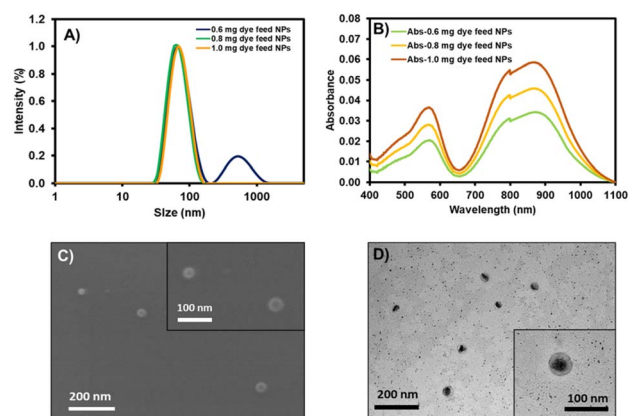 A)
0.6 mg dye feed NPs
0.8 mg dye feed NPs
1.0 mg dye feed NPs
Intensity (%)
1.2
1.0
0.8
0.6
0.4
0.2
0.0
1 10 100 1000
Size (nm)
B)
Abs-0.6 mg dye feed NPs
Abs-0.8 mg dye feed NPs
Abs-1.0 mg dye feed NPs
Absorbance
0.08
0.07
0.06
0.05
0.04
0.03
0.02
0.01
0.00
400 500 600 700 800 900 1000 1100
Wavelength (nm)
C)
100 nm
200 nm
D)
200 nm
100 nm